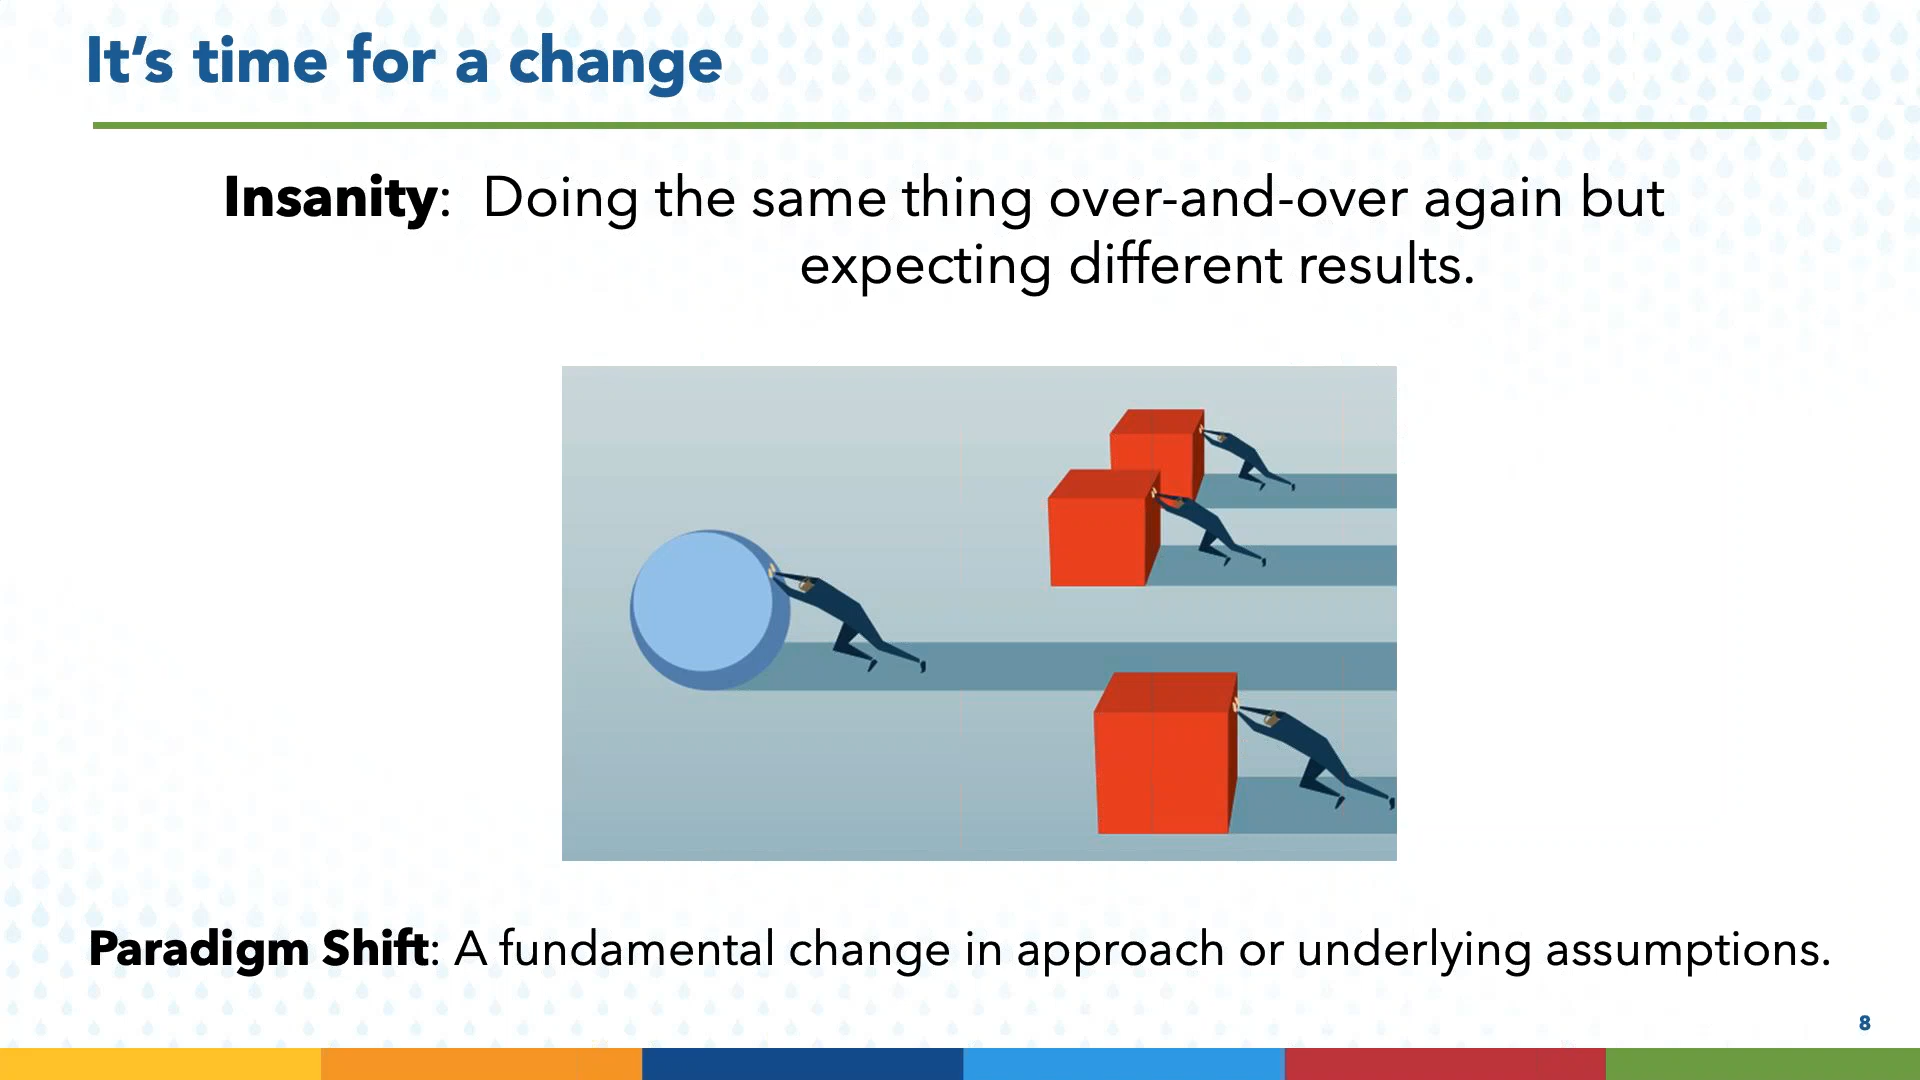 It’s time for a change
Insanity:  Doing the same thing over-and-over again but
expecting different results.
Paradigm Shift: A fundamental change in approach or underlying assumptions.
8